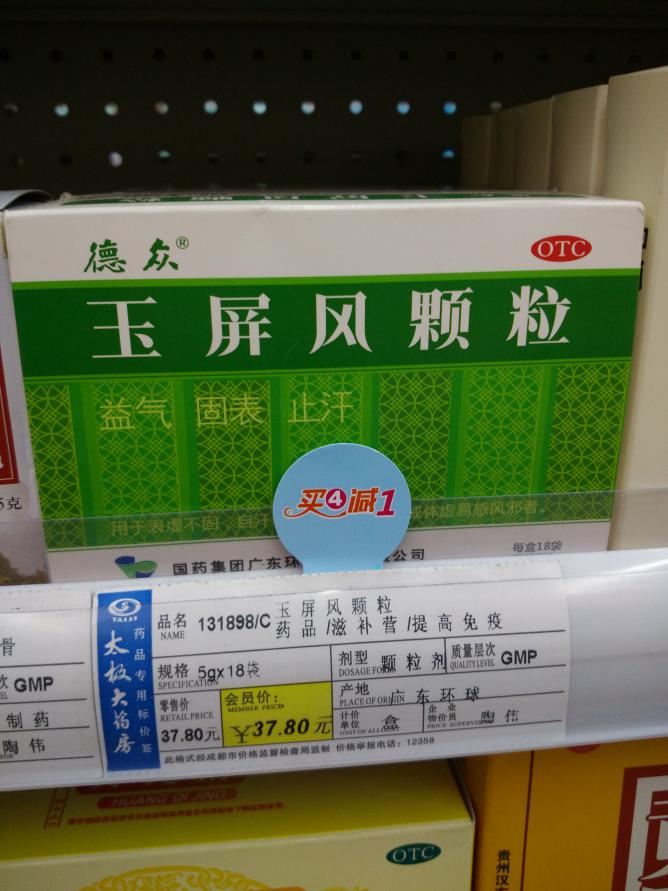 德众®
OTC
玉屏风颗粒
益气 固表 止汗
买4减1
用于表虚不固,自汗
体虚易感风邪者。
国药集团广东环
公司
每盒18袋
5克
太极大药房
TAIJI
药品专用标价签
品名 NAME 131898/C 玉屏风颗粒
药品/滋补营/提高免疫
规格 SPECIFICATION 5gx18袋
剂型 DOSAGE FORM 颗粒剂
质量层次 QUALITY LEVEL GMP
零售价 RETAIL PRICE 37.80元
会员价: MEMBER PRICE ¥37.80元
产地 PLACE OF ORIGIN 广东环球
计价单位 UNIT OF 盒
企业物价员 PRICE SUPERVISOR 陶伟
此格式经成都市价格监督检查局监制 价格举报电话:12358
骨
次 GMP
制药
陶伟
HUANG QI JING
OTC
贵州汉